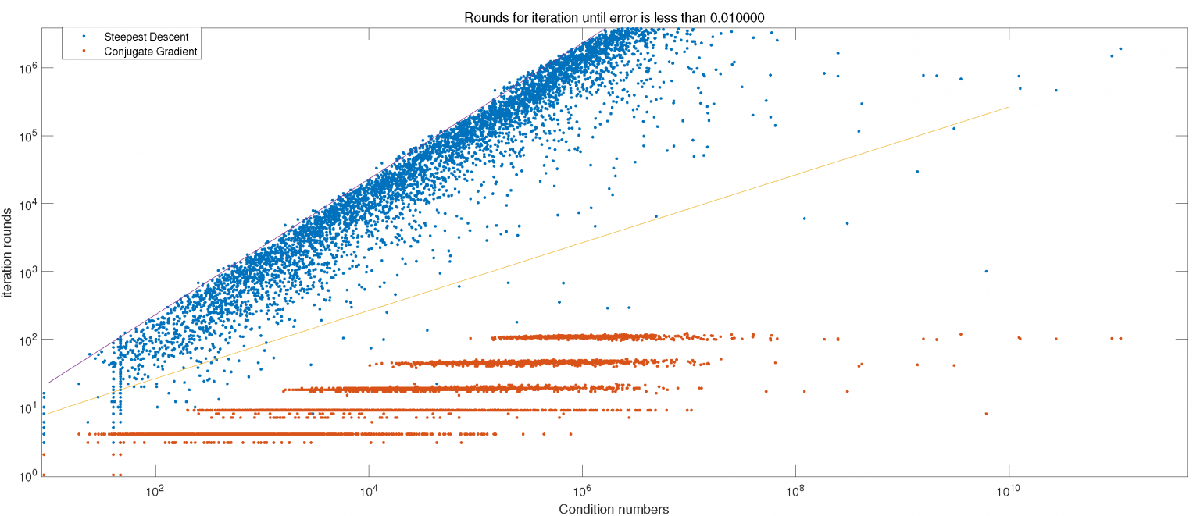 Rounds for iteration until error is less than 0.010000
Steepest Descent
Conjugate Gradient
10^6
10^5
10^4
10^3
10^2
10^1
10^0
iteration rounds
10^2
10^4
10^6
10^8
10^10
Condition numbers